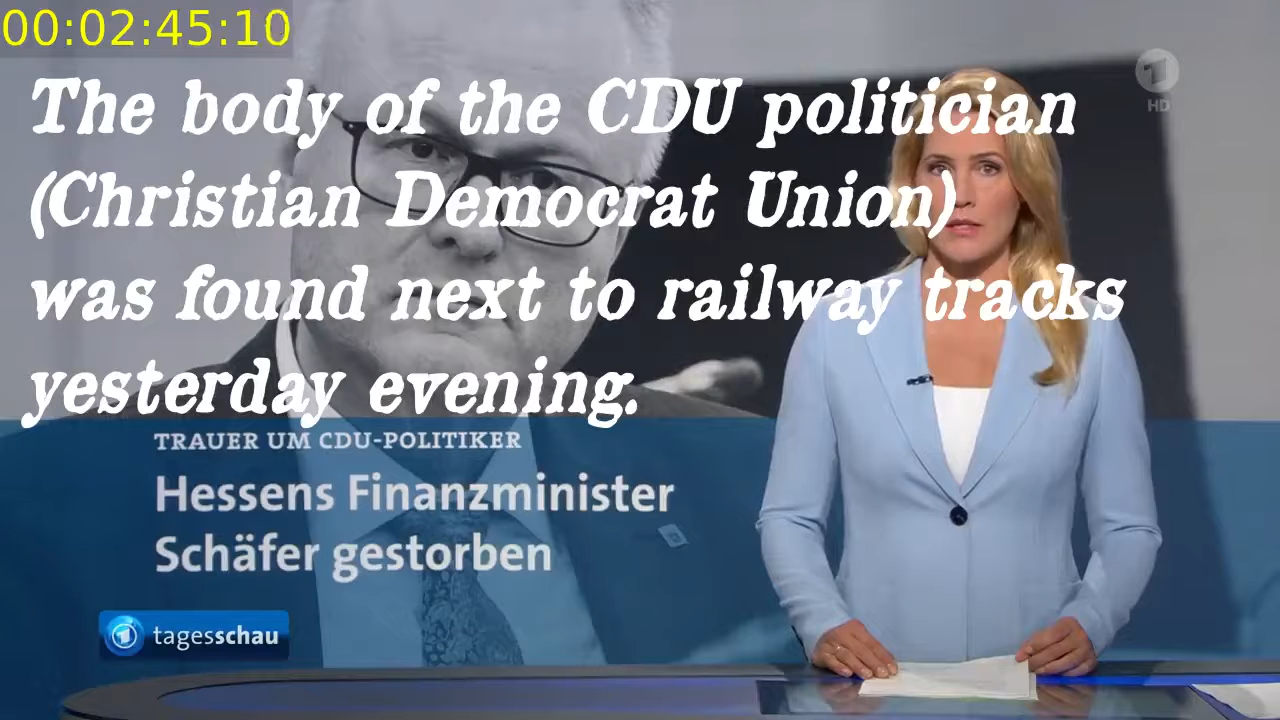 00:02:45:10
The body of the CDU politician
(Christian Democrat Union)
was found next to railway tracks
yesterday evening.
1
HD
TRAUER UM CDU-POLITIKER
Hessens Finanzminister
Schäfer gestorben
1 tagesschau